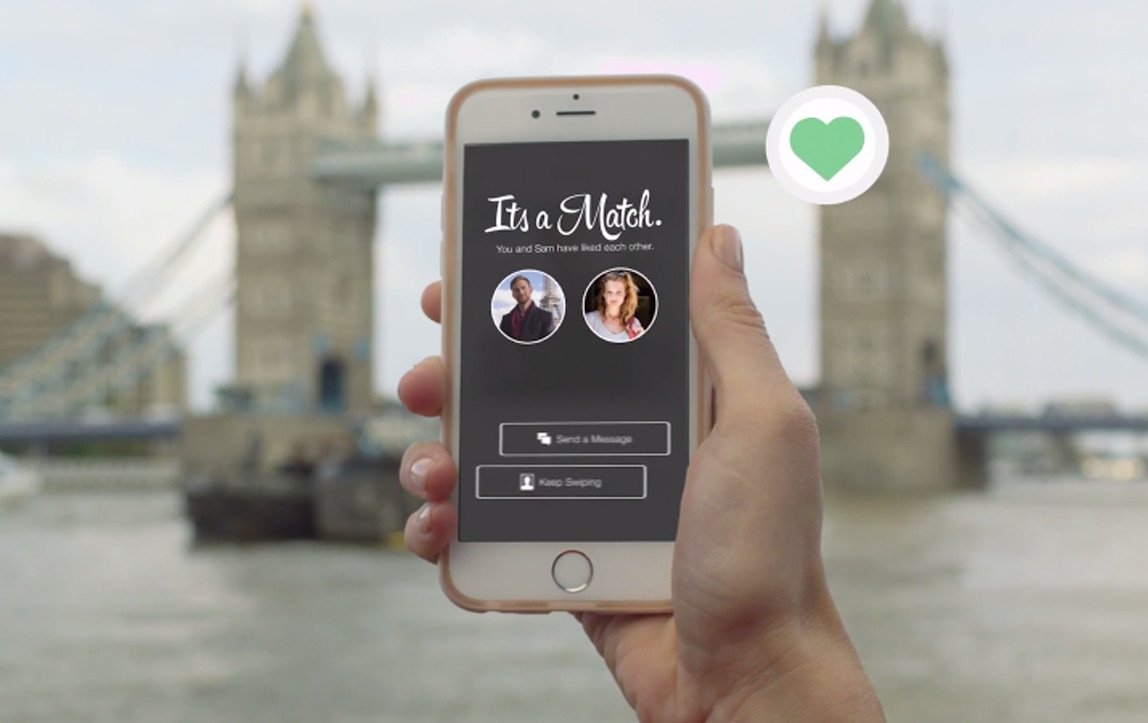 Its a Match.
You and Sam have liked each other.
Send a Message
Keep Swiping